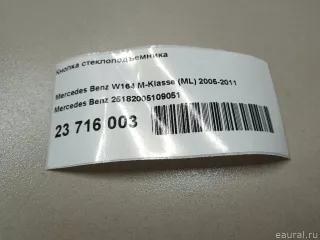 Кнопка стеклоподъемника
Mercedes Benz W164 M-Klasse (ML) 2005-2011
Mercedes Benz 25182005109051
23 716 003
eaural.ru